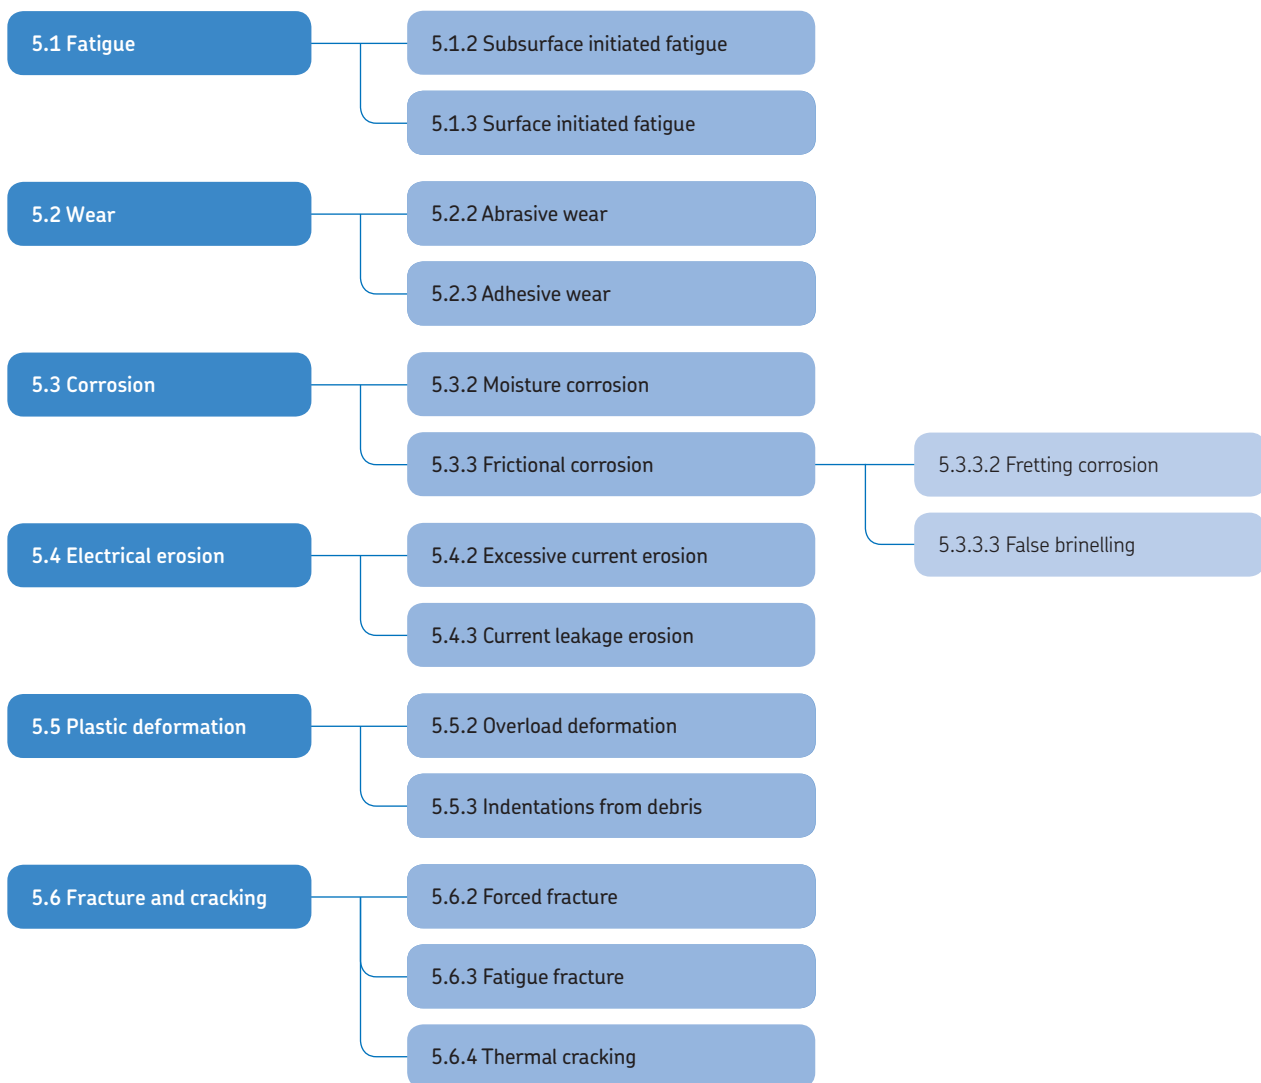 5.1 Fatigue
5.1.2 Subsurface initiated fatigue
5.1.3 Surface initiated fatigue
5.2 Wear
5.2.2 Abrasive wear
5.2.3 Adhesive wear
5.3 Corrosion
5.3.2 Moisture corrosion
5.3.3 Frictional corrosion
5.3.3.2 Fretting corrosion
5.3.3.3 False brinelling
5.4 Electrical erosion
5.4.2 Excessive current erosion
5.4.3 Current leakage erosion
5.5 Plastic deformation
5.5.2 Overload deformation
5.5.3 Indentations from debris
5.6 Fracture and cracking
5.6.2 Forced fracture
5.6.3 Fatigue fracture
5.6.4 Thermal cracking